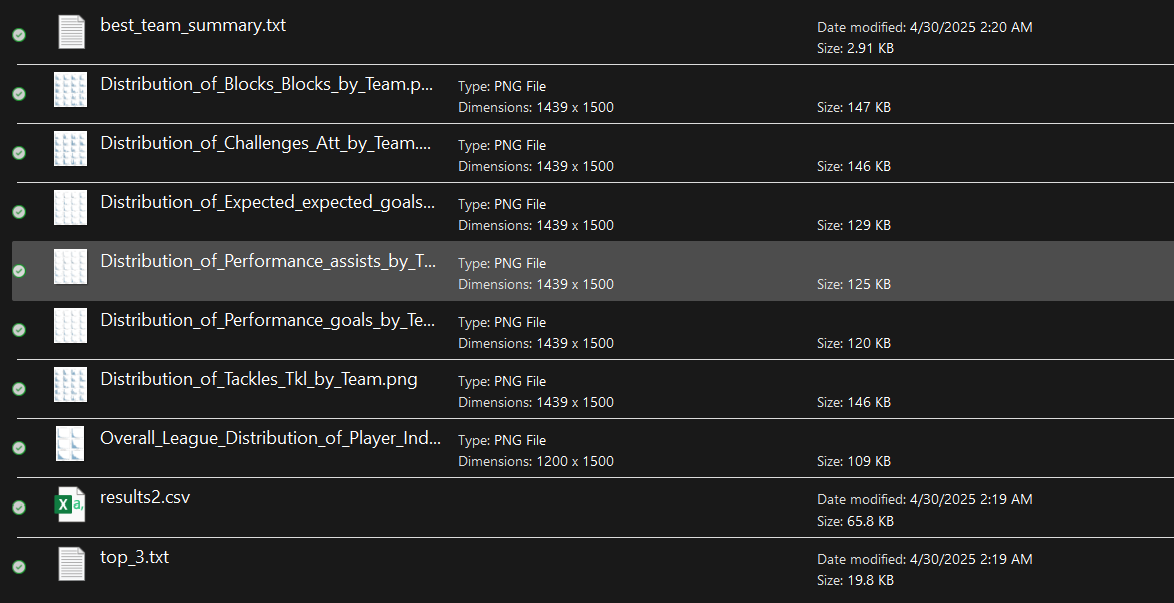 best_team_summary.txt
Date modified: 4/30/2025 2:20 AM
Size: 2.91 KB
Distribution_of_Blocks_Blocks_by_Team.p...
Type: PNG File
Dimensions: 1439 x 1500
Size: 147 KB
Distribution_of_Challenges_Att_by_Team....
Type: PNG File
Dimensions: 1439 x 1500
Size: 146 KB
Distribution_of_Expected_expected_goals...
Type: PNG File
Dimensions: 1439 x 1500
Size: 129 KB
Distribution_of_Performance_assists_by_T...
Type: PNG File
Dimensions: 1439 x 1500
Size: 125 KB
Distribution_of_Performance_goals_by_Te...
Type: PNG File
Dimensions: 1439 x 1500
Size: 120 KB
Distribution_of_Tackles_Tkl_by_Team.png
Type: PNG File
Dimensions: 1439 x 1500
Size: 146 KB
Overall_League_Distribution_of_Player_Ind...
Type: PNG File
Dimensions: 1200 x 1500
Size: 109 KB
results2.csv
Date modified: 4/30/2025 2:19 AM
Size: 65.8 KB
top_3.txt
Date modified: 4/30/2025 2:19 AM
Size: 19.8 KB